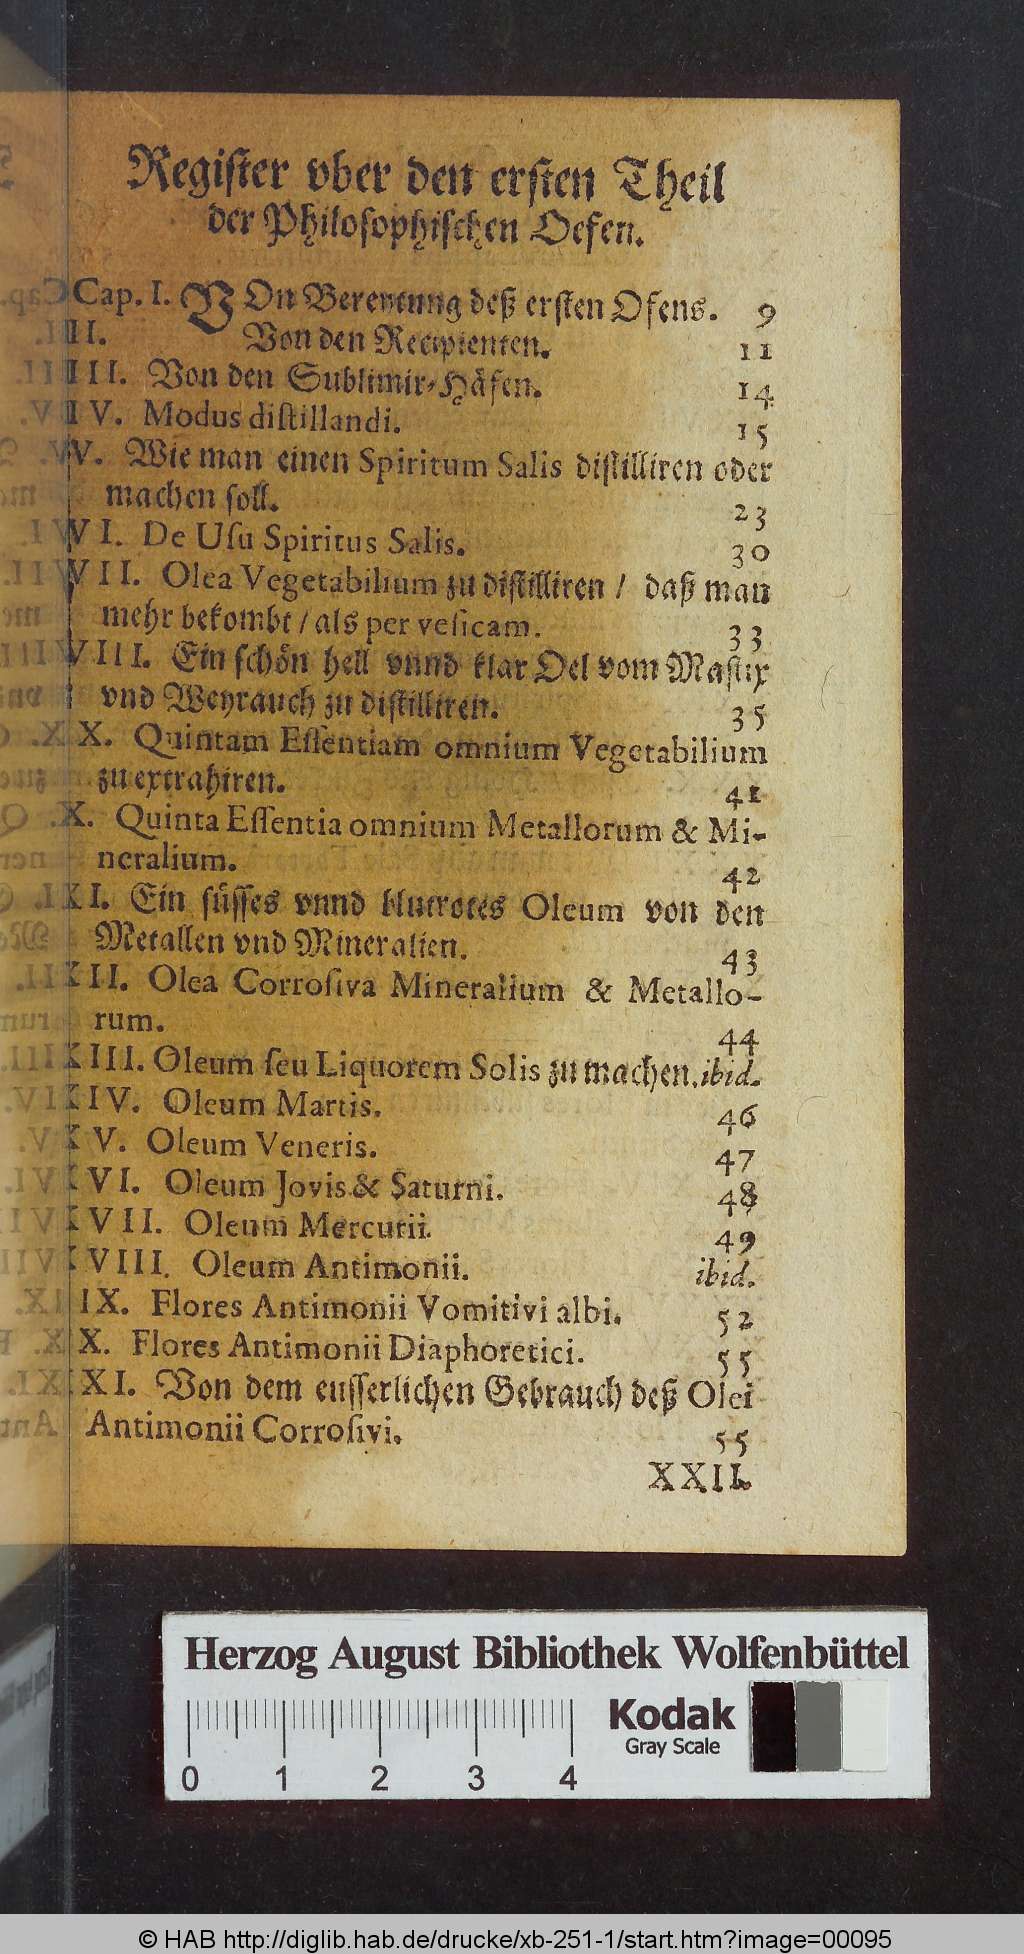 Register vber den ersten Theil
der Philosophischen Oefen.
Cap. I. VOn Bereytung deß ersten Ofens. 9
II. Von den Recipienten. 11
III. Von den Sublimir-Häfen. 14
IV. Modus distillandi. 15
V. Wie man einen Spiritum Salis distilliren oder
machen soll. 23
VI. De Usu Spiritus Salis. 30
VII. Olea Vegetabilium zu distilliren / daß man
mehr bekombt / als per vesicam. 33
VIII. Ein schön hell vnnd klar Oel vom Mastix
vnd Weyrauch zu distilliren. 35
X. Quintam Essentiam omnium Vegetabilium
zu extrahiren. 41
X. Quinta Essentia omnium Metallorum & Mi-
neralium. 42
XI. Ein süsses vnnd blutrotes Oleum von den
Metallen vnd Mineralien. 43
XII. Olea Corrosiva Mineralium & Metallo-
rum. 44
XIII. Oleum seu Liquorem Solis zu machen. ibid.
XIV. Oleum Martis. 46
XV. Oleum Veneris. 47
XVI. Oleum Jovis & Saturni. 48
XVII. Oleum Mercurii. 49
XVIII. Oleum Antimonii. ibid.
IX. Flores Antimonii Vomitivi albi. 52
X. Flores Antimonii Diaphoretici. 55
XI. Von dem eusserlichen Gebrauch deß Olei
Antimonii Corrosivi. 55
XXII.
Herzog August Bibliothek Wolfenbüttel
0 1 2 3 4
Kodak
Gray Scale
© HAB http://diglib.hab.de/drucke/xb-251-1/start.htm?image=00095